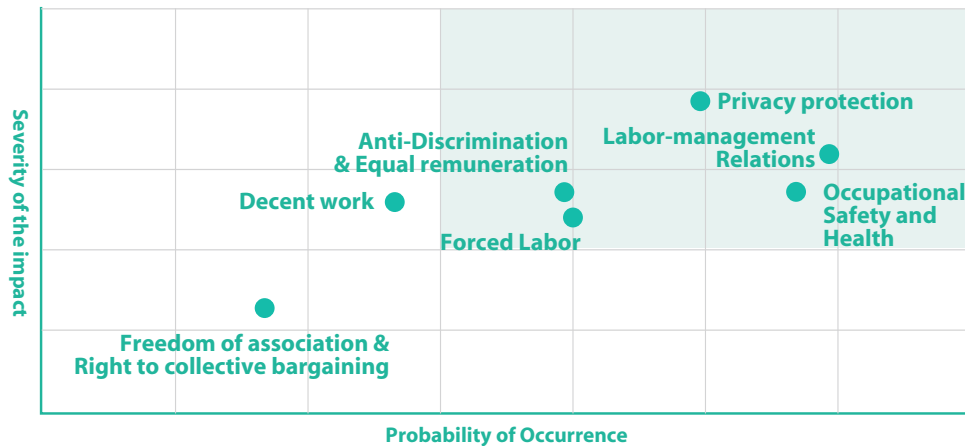 Severity of the impact
Privacy protection
Anti-Discrimination
& Equal remuneration
Labor-management
Relations
Decent work
Occupational
Safety and
Health
Forced Labor
Freedom of association &
Right to collective bargaining
Probability of Occurrence